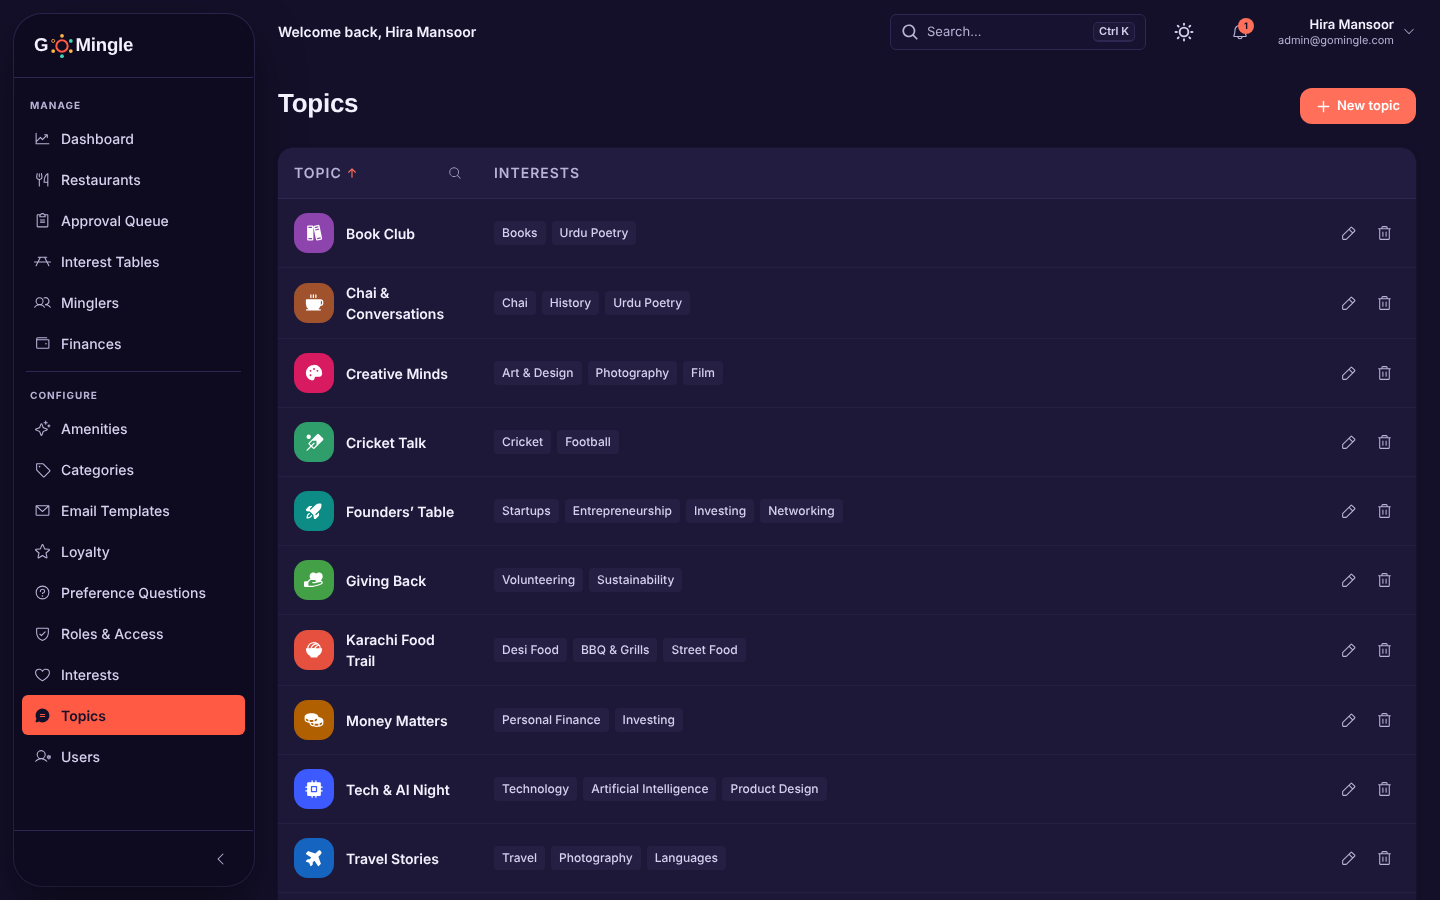 GoMingle
Welcome back, Hira Mansoor
Search...
Ctrl K
1
Hira Mansoor
admin@gomingle.com
MANAGE
Dashboard
Restaurants
Approval Queue
Interest Tables
Minglers
Finances
CONFIGURE
Amenities
Categories
Email Templates
Loyalty
Preference Questions
Roles & Access
Interests
Topics
Users
Topics
New topic
TOPIC INTERESTS
Book Club Books Urdu Poetry
Chai &
Conversations
Chai History Urdu Poetry
Creative Minds Art & Design Photography Film
Cricket Talk Cricket Football
Founders’ Table Startups Entrepreneurship Investing Networking
Giving Back Volunteering Sustainability
Karachi Food
Trail
Desi Food BBQ & Grills Street Food
Money Matters Personal Finance Investing
Tech & AI Night Technology Artificial Intelligence Product Design
Travel Stories Travel Photography Languages